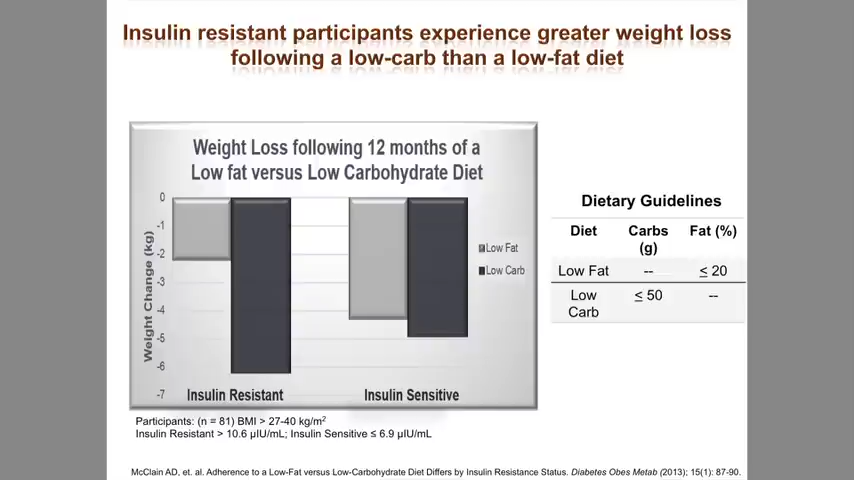 Insulin resistant participants experience greater weight loss
following a low-carb than a low-fat diet
Weight Loss following 12 months of a
Low fat versus Low Carbohydrate Diet
Weight Change (kg)
0
-1
-2
-3
-4
-5
-6
-7
Insulin Resistant
Insulin Sensitive
Low Fat
Low Carb
Dietary Guidelines
Diet Carbs (g) Fat (%)
Low Fat -- ≤ 20
Low Carb ≤ 50 --
Participants: (n = 81) BMI > 27-40 kg/m²
Insulin Resistant > 10.6 µIU/mL; Insulin Sensitive ≤ 6.9 µIU/mL
McClain AD, et. al. Adherence to a Low-Fat versus Low-Carbohydrate Diet Differs by Insulin Resistance Status. Diabetes Obes Metab (2013); 15(1): 87-90.